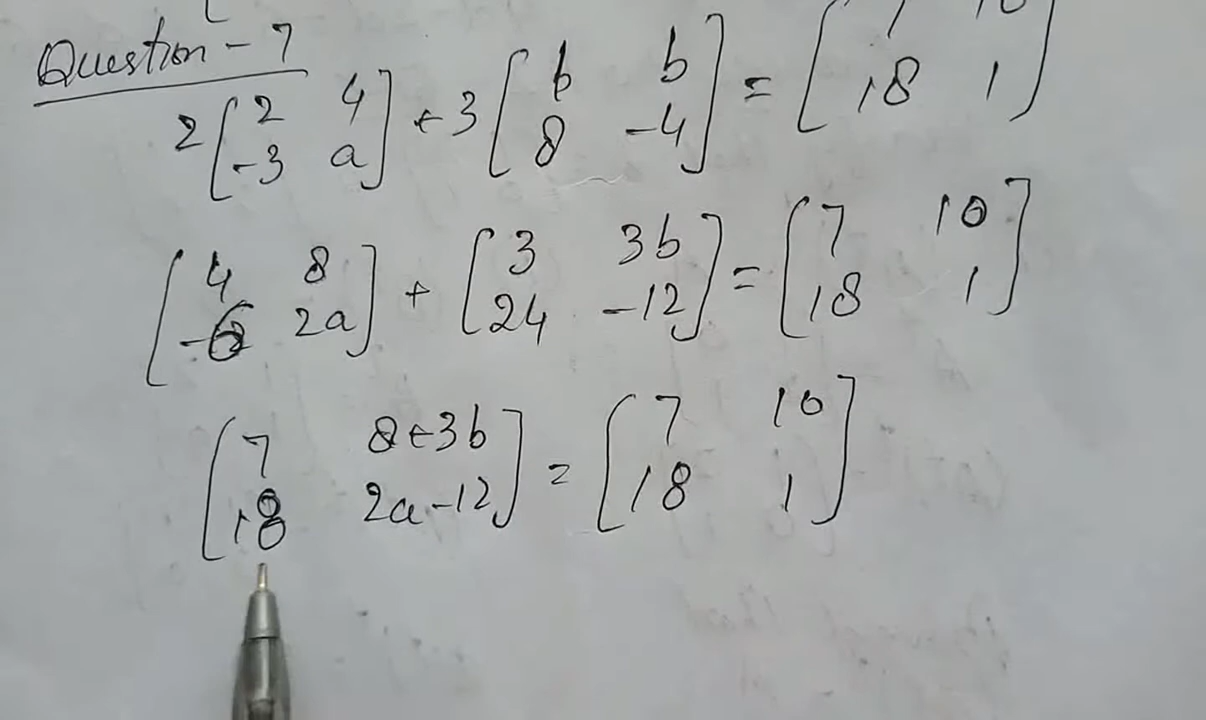 Question - 7
2 [2 4; -3 a] + 3 [b b; 8 -4] = [7 10; 18 1]
[4 8; -6 2a] + [3 3b; 24 -12] = [7 10; 18 1]
[7 8+3b; 18 2a-12] = [7 10; 18 1]